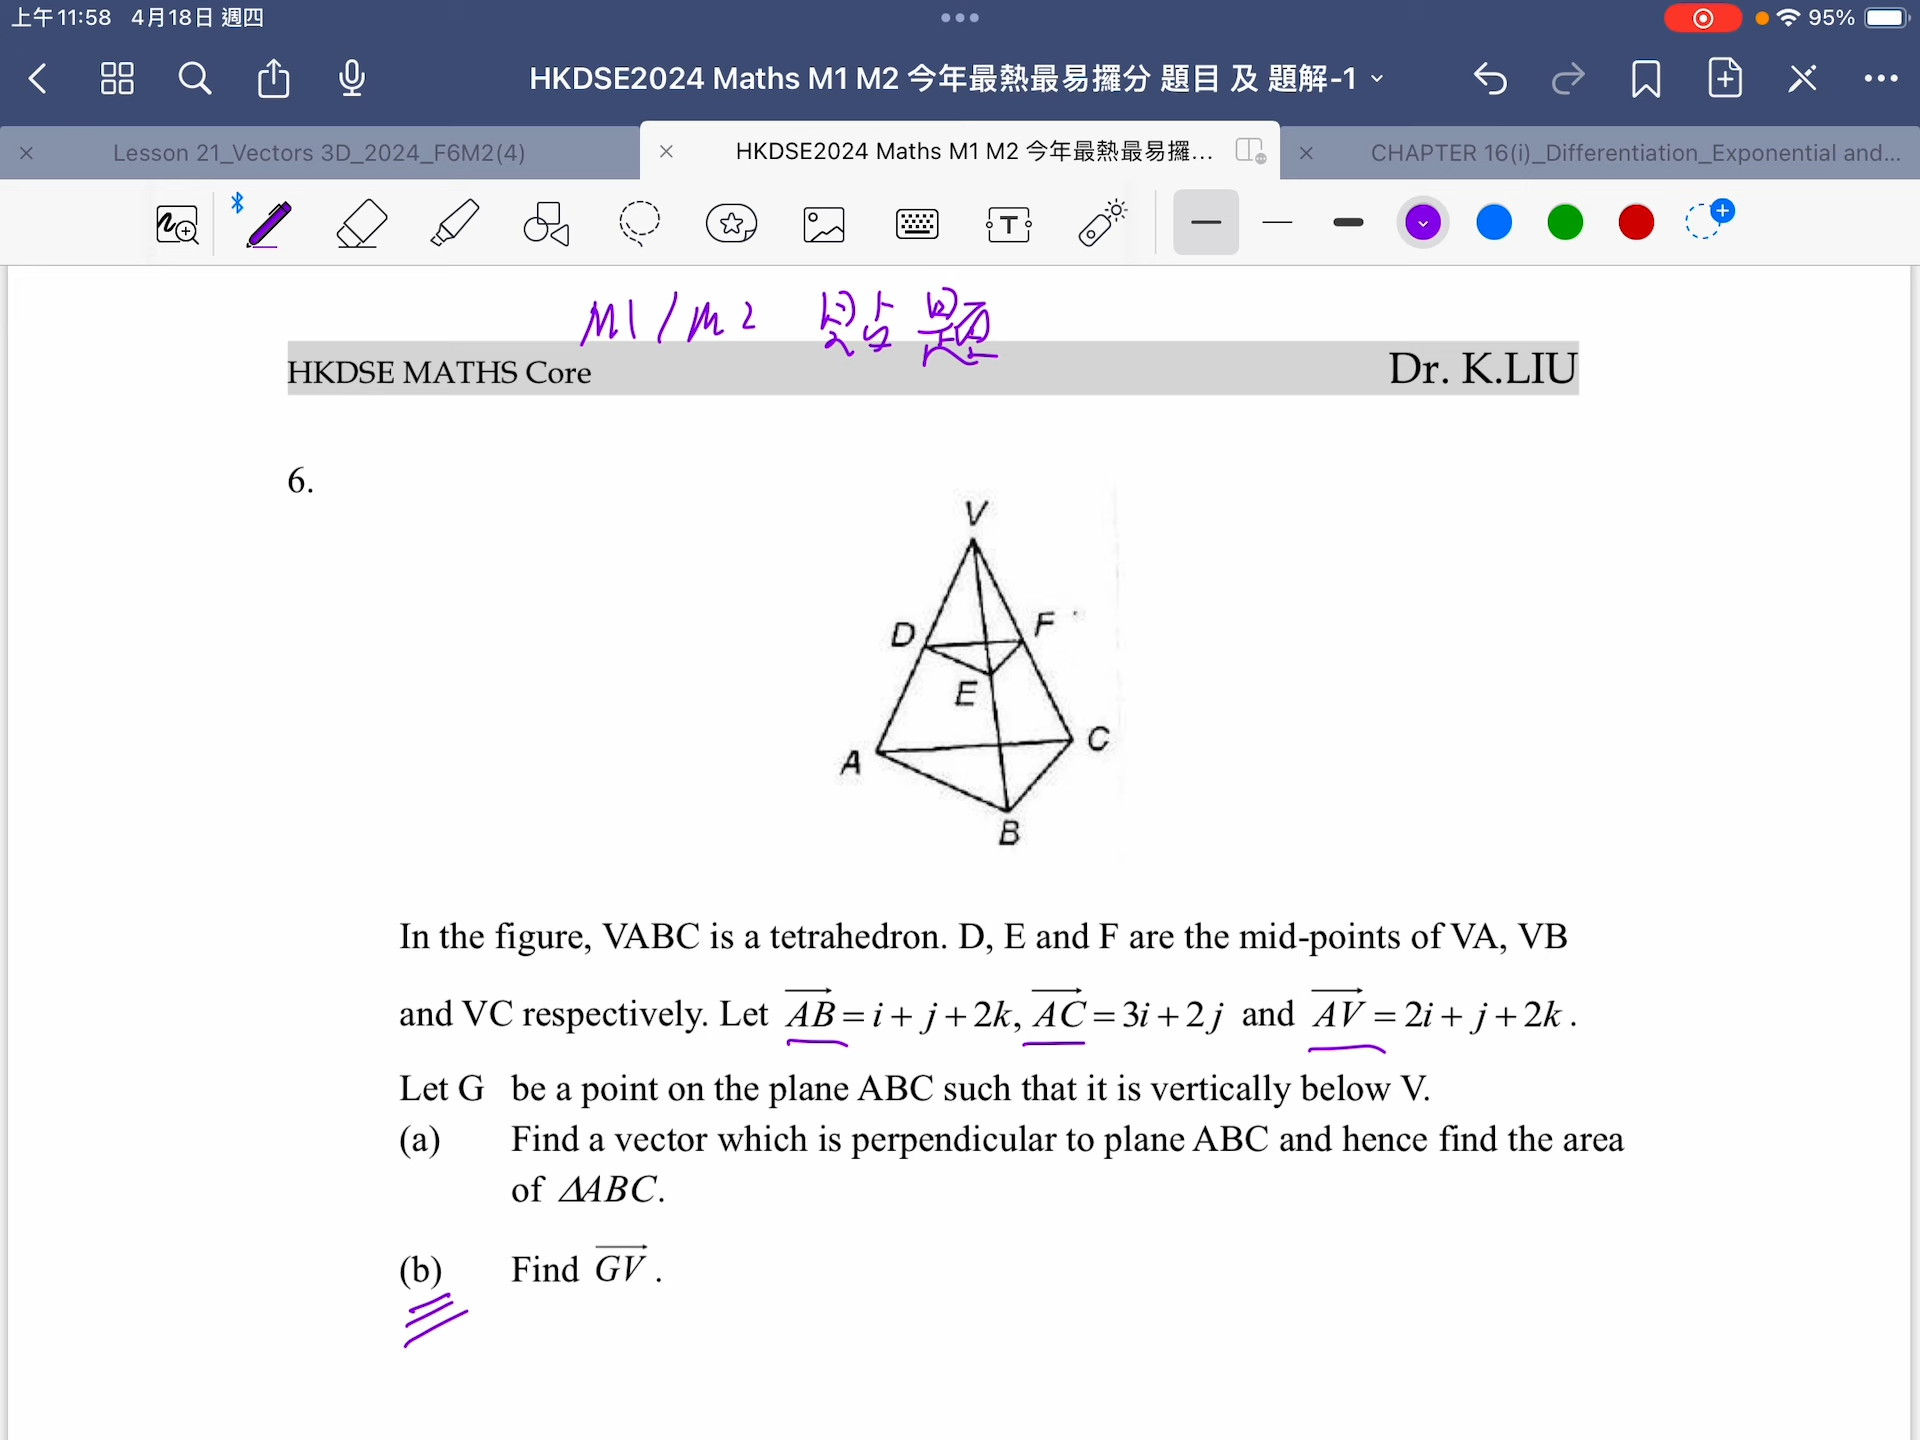 上午11:58 4月18日 週四
95%
HKDSE2024 Maths M1 M2 今年最熱最易攞分 題目 及 題解-1
Lesson 21_Vectors 3D_2024_F6M2(4)
HKDSE2024 Maths M1 M2 今年最熱最易攞...
CHAPTER 16(i)_Differentiation_Exponential and...
T
M1/M2 題
HKDSE MATHS Core Dr. K.LIU
6.
V
D F
E
A C
B
In the figure, VABC is a tetrahedron. D, E and F are the mid-points of VA, VB
and VC respectively. Let $\overrightarrow{AB}=i+j+2k$, $\overrightarrow{AC}=3i+2j$ and $\overrightarrow{AV}=2i+j+2k$.
Let G be a point on the plane ABC such that it is vertically below V.
(a) Find a vector which is perpendicular to plane ABC and hence find the area
of ΔABC.
(b) Find $\overrightarrow{GV}$.